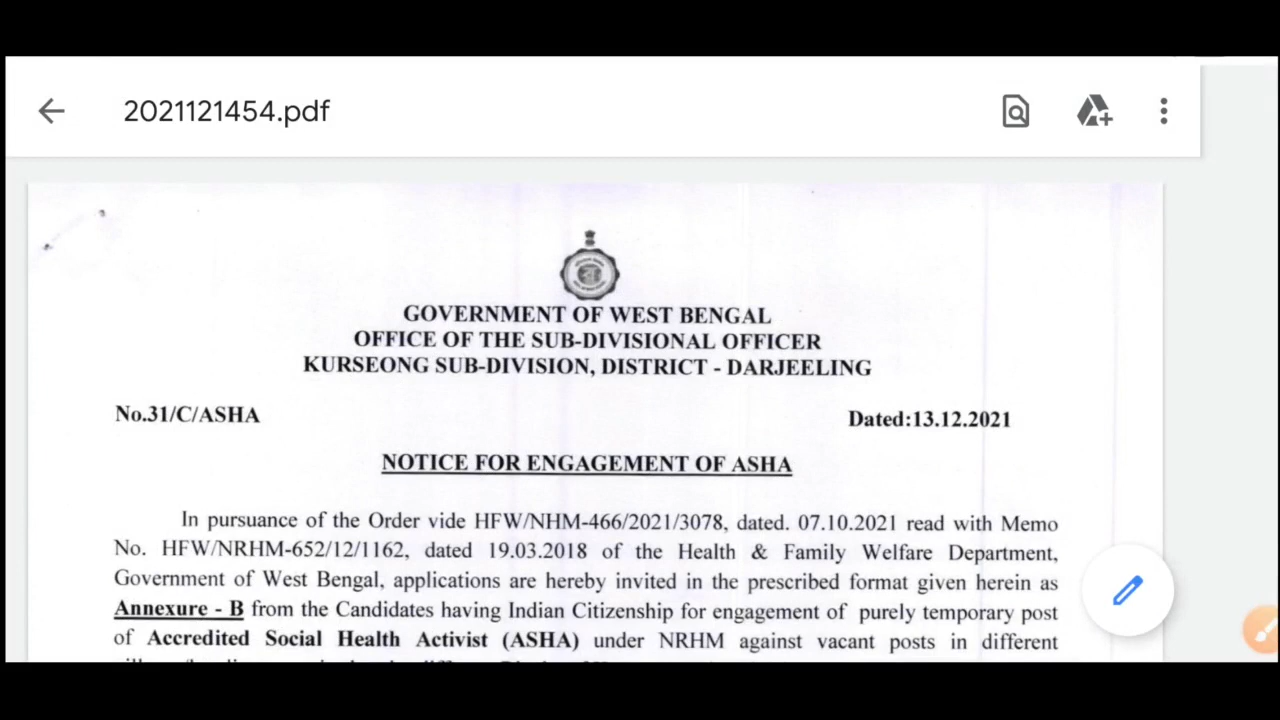 2021121454.pdf
GOVERNMENT OF WEST BENGAL
OFFICE OF THE SUB-DIVISIONAL OFFICER
KURSEONG SUB-DIVISION, DISTRICT - DARJEELING
No.31/C/ASHA Dated:13.12.2021
NOTICE FOR ENGAGEMENT OF ASHA
In pursuance of the Order vide HFW/NHM-466/2021/3078, dated. 07.10.2021 read with Memo
No. HFW/NRHM-652/12/1162, dated 19.03.2018 of the Health & Family Welfare Department,
Government of West Bengal, applications are hereby invited in the prescribed format given herein as
Annexure - B from the Candidates having Indian Citizenship for engagement of purely temporary post
of Accredited Social Health Activist (ASHA) under NRHM against vacant posts in different